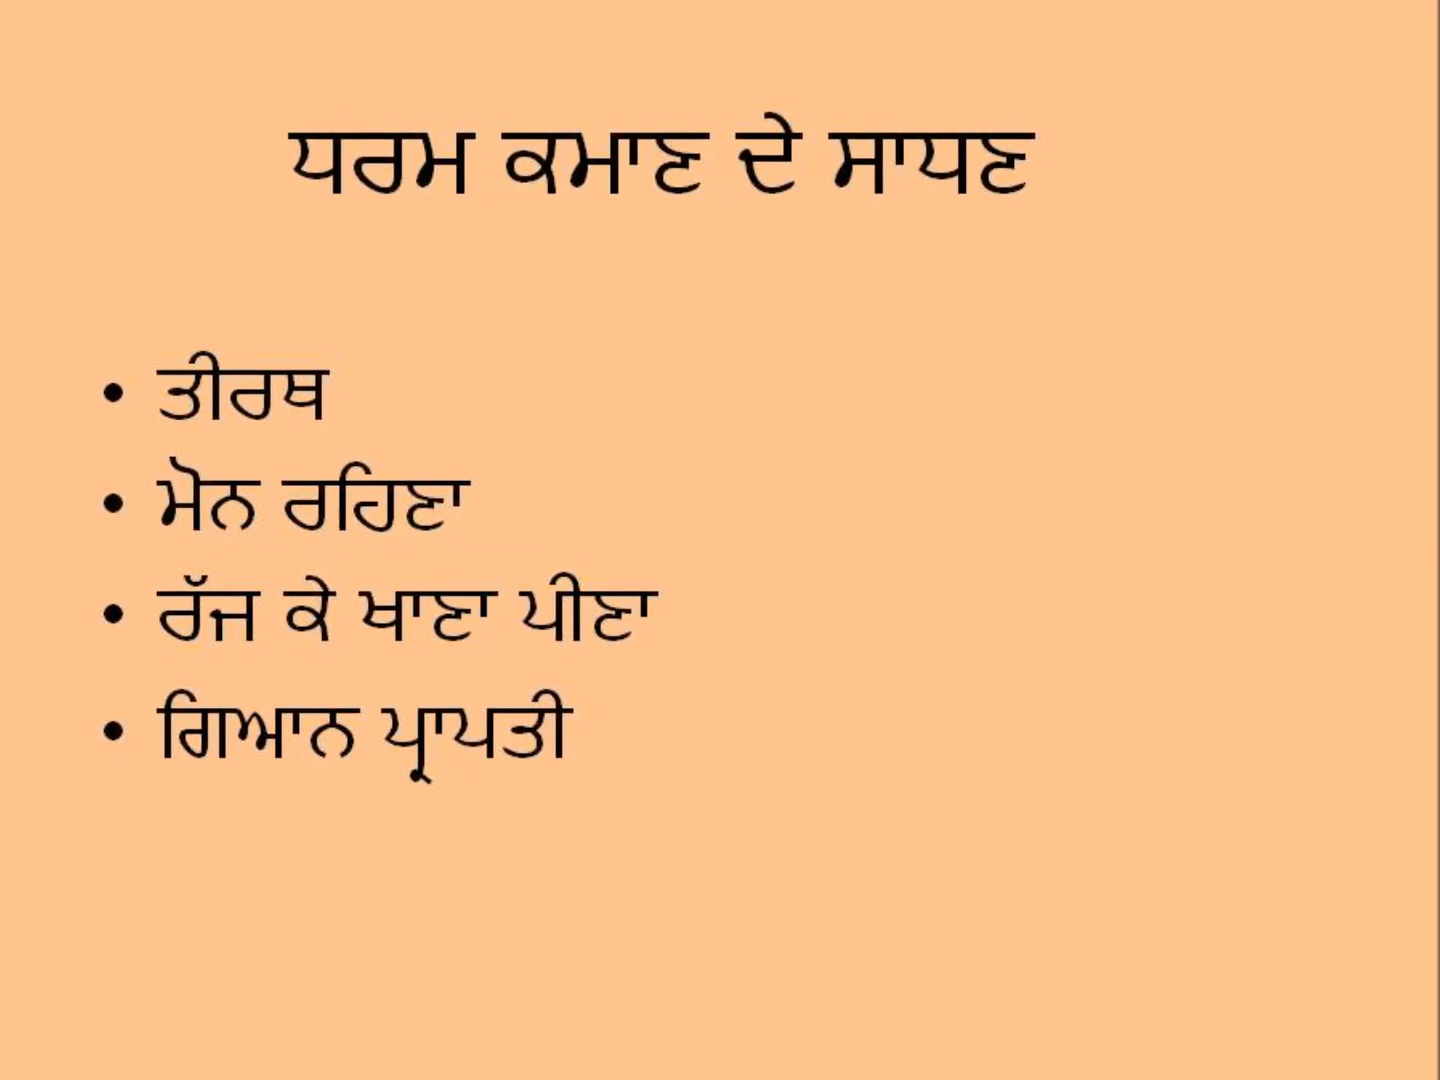 ਧਰਮ ਕਮਾਣ ਦੇ ਸਾਧਣ
• ਤੀਰਥ
• ਮੋਨ ਰਹਿਣਾ
• ਰੱਜ ਕੇ ਖਾਣਾ ਪੀਣਾ
• ਗਿਆਨ ਪ੍ਰਾਪਤੀ